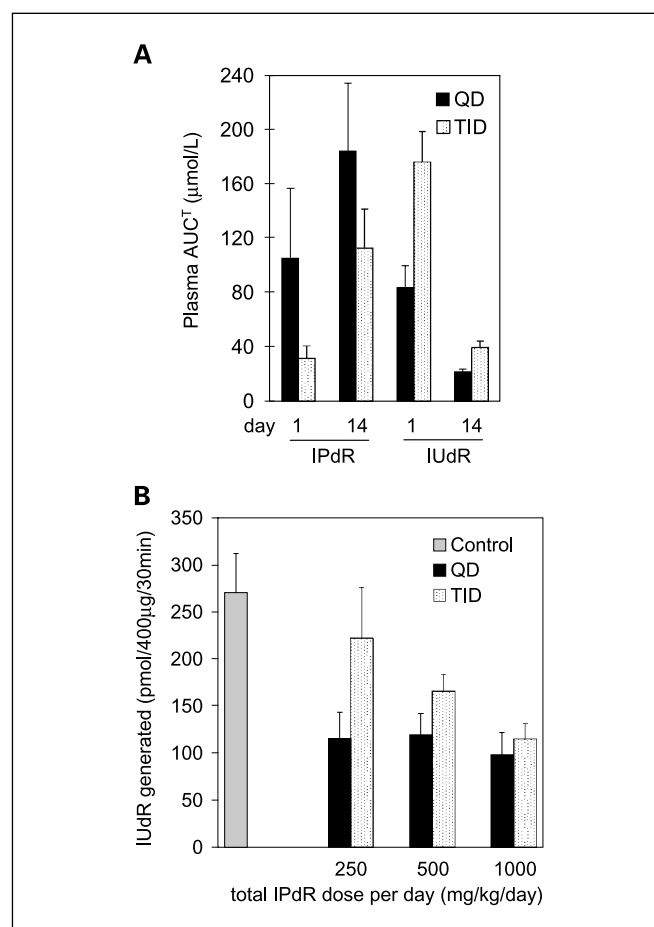 A
Plasma AUCᵀ (μmol/L)
240
200
160
120
80
40
0
QD
TID
day 1 14 1 14
IPdR IUdR
B
IUdR generated (pmol/400μg/30min)
350
300
250
200
150
100
50
0
Control
QD
TID
250 500 1000
total IPdR dose per day (mg/kg/day)